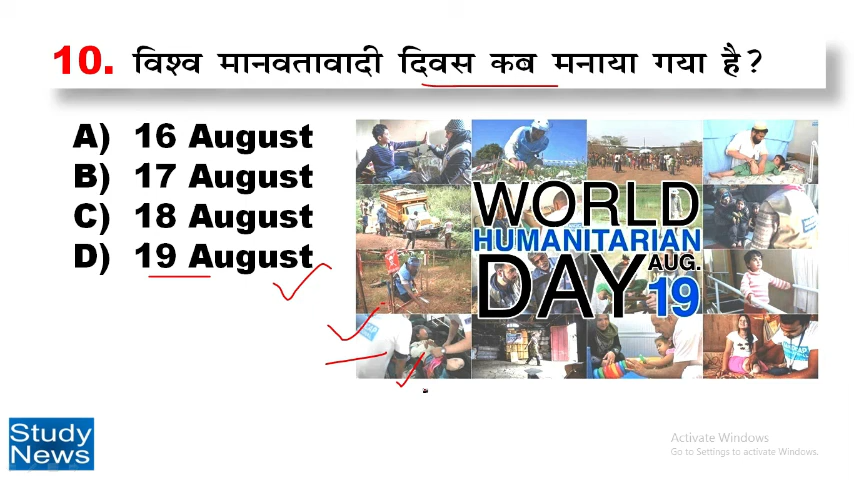 10. विश्व मानवतावादी दिवस कब मनाया गया है?
A) 16 August
B) 17 August
C) 18 August
D) 19 August
WORLD
HUMANITARIAN
DAY AUG. 19
Study
News
Activate Windows
Go to Settings to activate Windows.